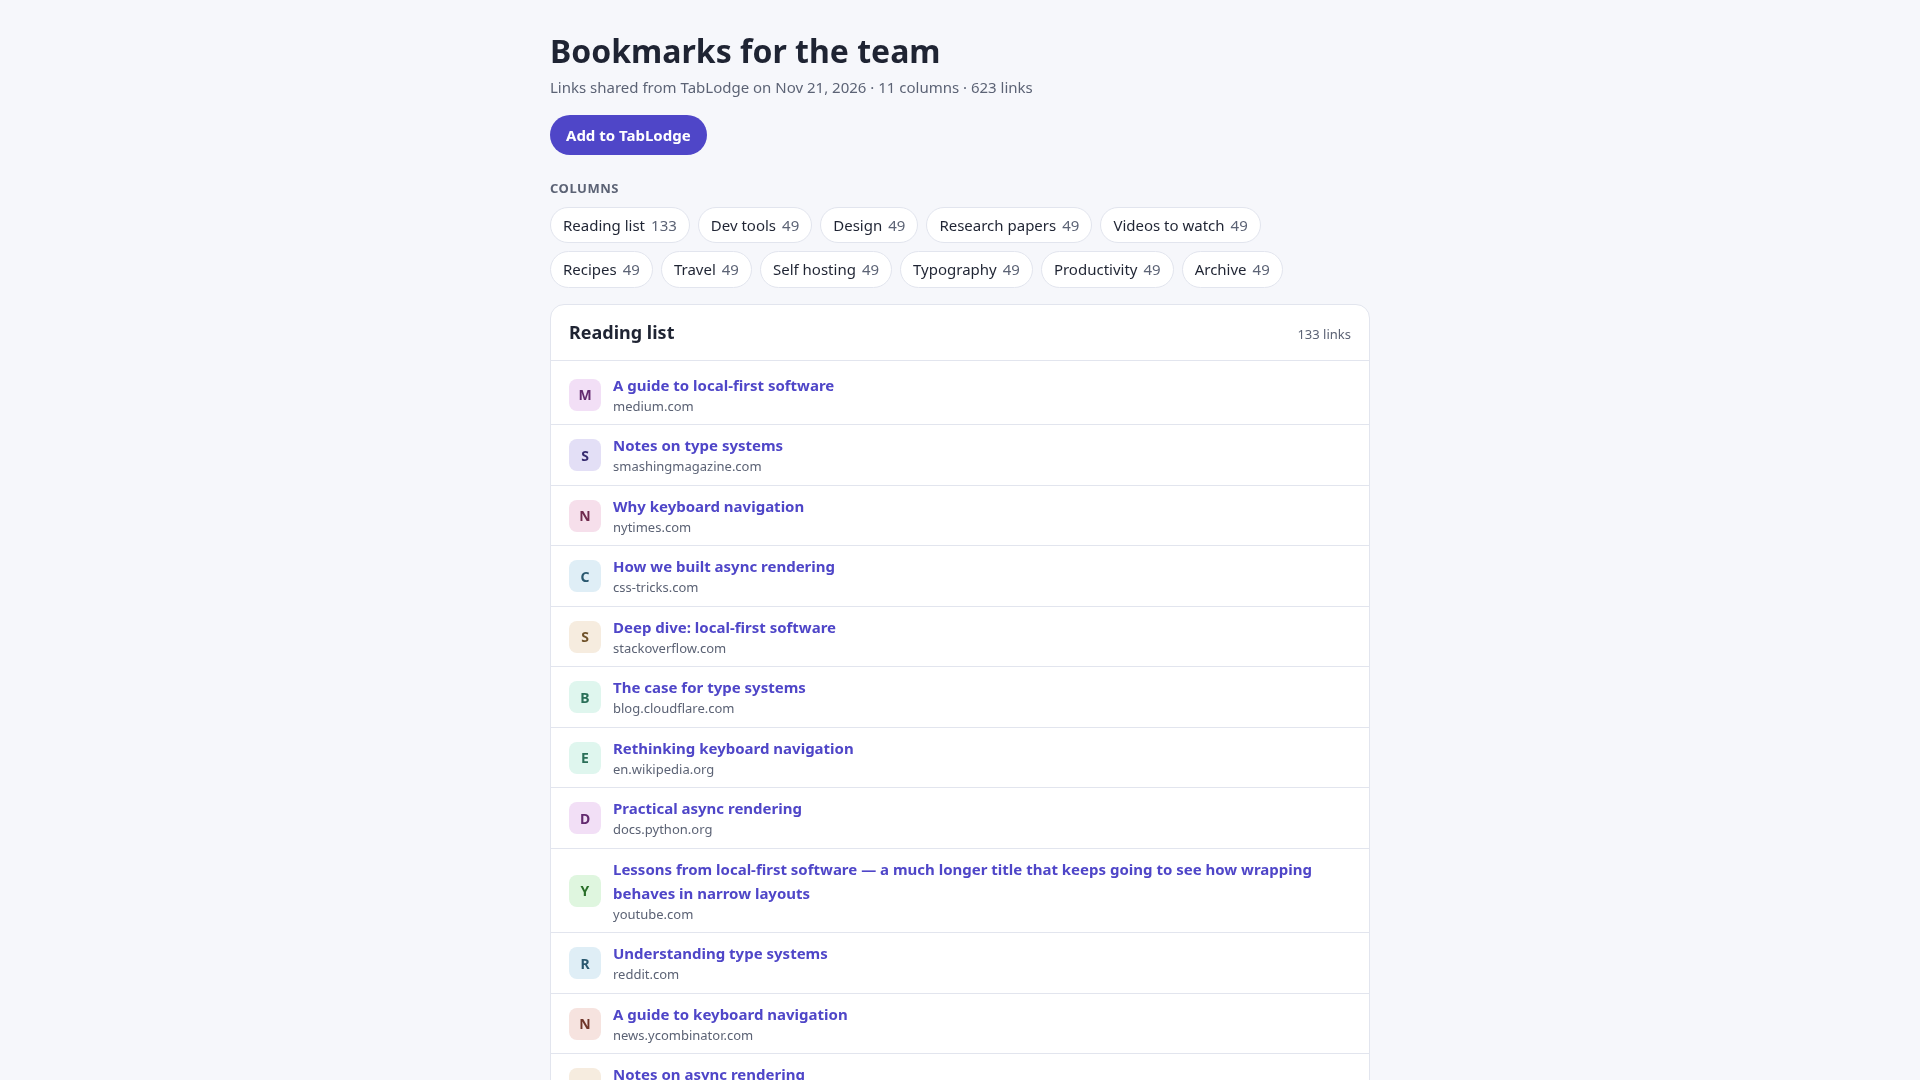 Bookmarks for the team
Links shared from TabLodge on Nov 21, 2026 · 11 columns · 623 links
Add to TabLodge
COLUMNS
Reading list 133 Dev tools 49 Design 49 Research papers 49 Videos to watch 49
Recipes 49 Travel 49 Self hosting 49 Typography 49 Productivity 49 Archive 49
Reading list 133 links
M
A guide to local-first software
medium.com
S
Notes on type systems
smashingmagazine.com
N
Why keyboard navigation
nytimes.com
C
How we built async rendering
css-tricks.com
S
Deep dive: local-first software
stackoverflow.com
B
The case for type systems
blog.cloudflare.com
E
Rethinking keyboard navigation
en.wikipedia.org
D
Practical async rendering
docs.python.org
Y
Lessons from local-first software — a much longer title that keeps going to see how wrapping
behaves in narrow layouts
youtube.com
R
Understanding type systems
reddit.com
N
A guide to keyboard navigation
news.ycombinator.com
Notes on async rendering